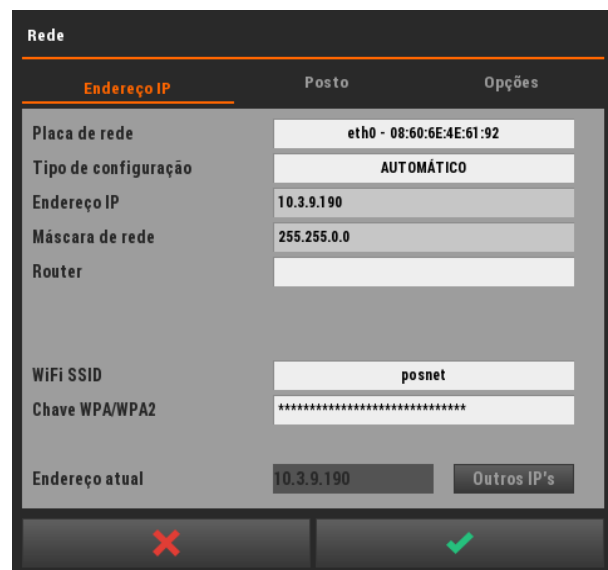 Rede
Endereço IP Posto Opções
Placa de rede eth0 - 08:60:6E:4E:61:92
Tipo de configuração AUTOMÁTICO
Endereço IP 10.3.9.190
Máscara de rede 255.255.0.0
Router
WiFi SSID posnet
Chave WPA/WPA2 ******************************
Endereço atual 10.3.9.190 Outros IP's